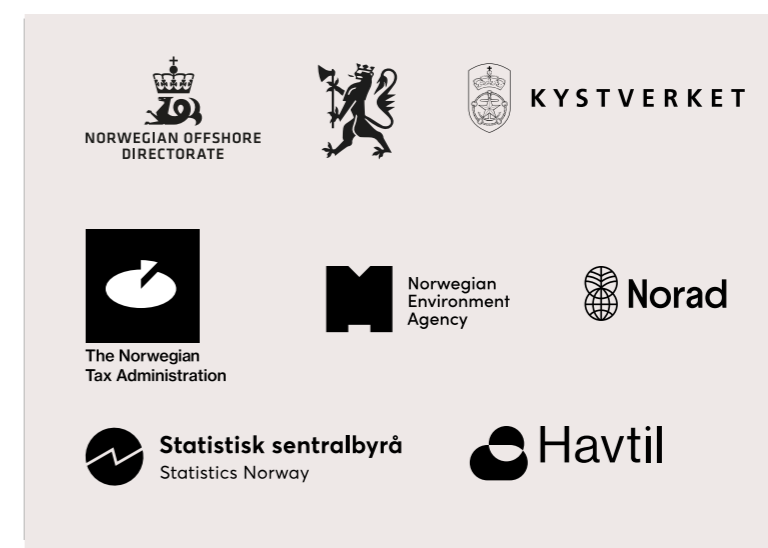 NORWEGIAN OFFSHORE
DIRECTORATE
KYSTVERKET
The Norwegian
Tax Administration
Norwegian
Environment
Agency
Norad
Statistisk sentralbyrå
Statistics Norway
Havtil